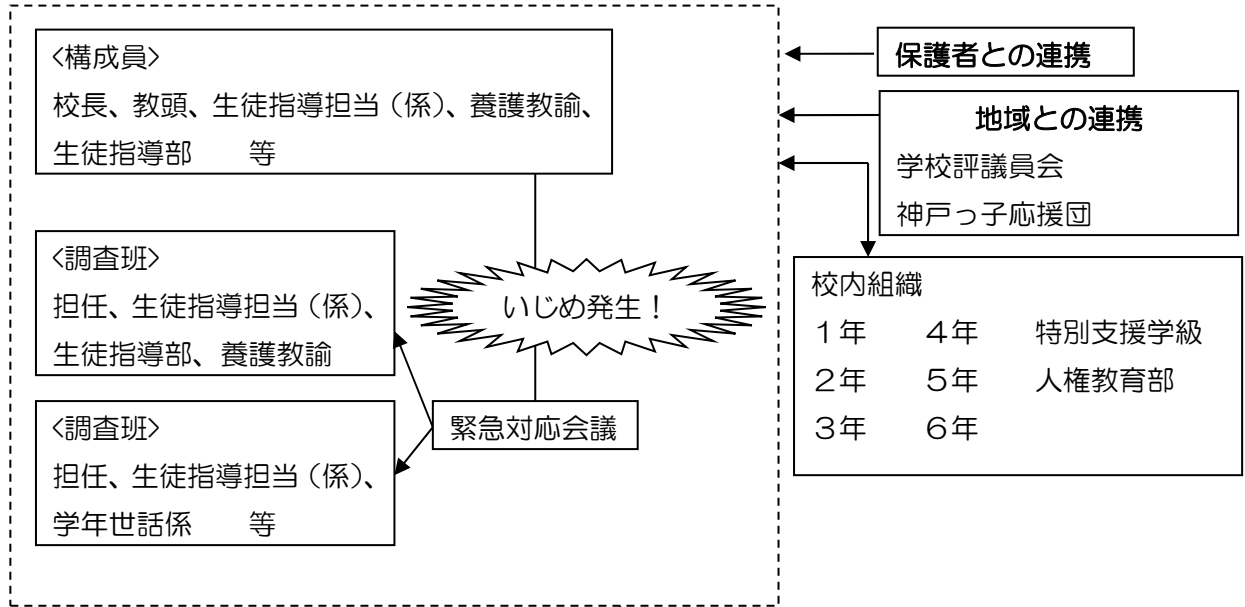 〈構成員〉
校長、教頭、生徒指導担当（係）、養護教諭、
生徒指導部　　等
〈調査班〉
担任、生徒指導担当（係）、
生徒指導部、養護教諭
〈調査班〉
担任、生徒指導担当（係）、
学年世話係　　等
いじめ発生！
緊急対応会議
保護者との連携
地域との連携
学校評議員会
神戸っ子応援団
校内組織
１年　　４年　　特別支援学級
２年　　５年　　人権教育部
３年　　６年